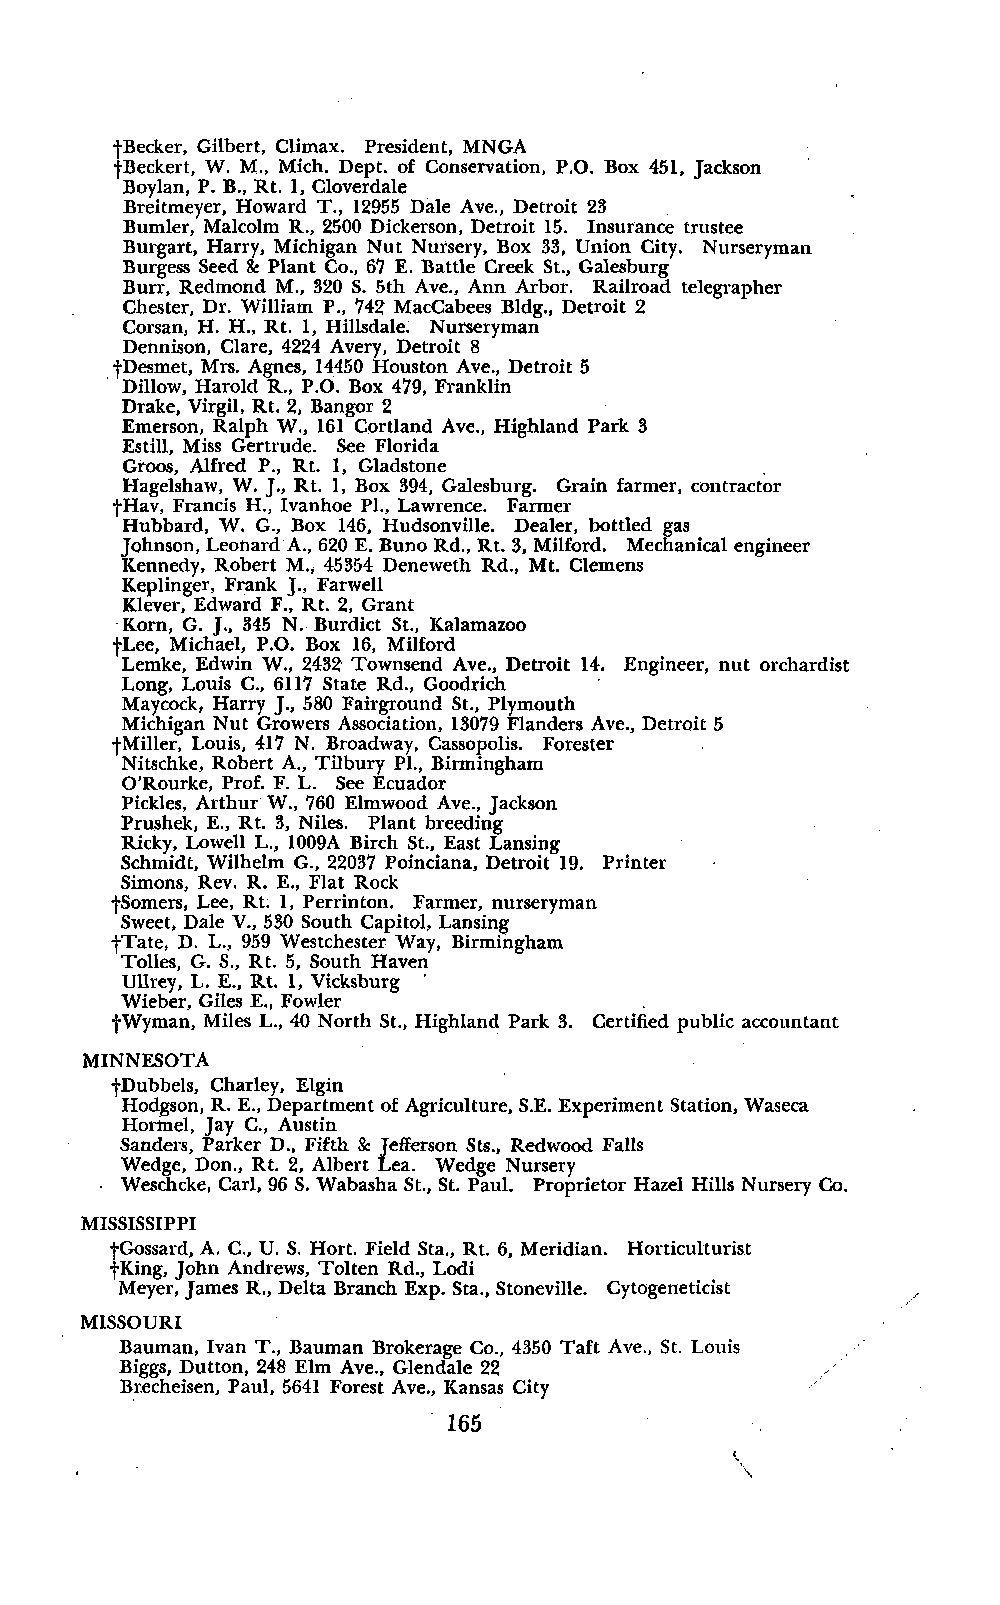 †Becker, Gilbert, Climax. President, MNGA
†Beckert, W. M., Mich. Dept. of Conservation, P.O. Box 451, Jackson
Boylan, P. B., Rt. 1, Cloverdale
Breitmeyer, Howard T., 12955 Dale Ave., Detroit 23
Bumler, Malcolm R., 2500 Dickerson, Detroit 15. Insurance trustee
Burgart, Harry, Michigan Nut Nursery, Box 33, Union City. Nurseryman
Burgess Seed & Plant Co., 67 E. Battle Creek St., Galesburg
Burr, Redmond M., 320 S. 5th Ave., Ann Arbor. Railroad telegrapher
Chester, Dr. William P., 742 MacCabees Bldg., Detroit 2
Corsan, H. H., Rt. 1, Hillsdale. Nurseryman
Dennison, Clare, 4224 Avery, Detroit 8
†Desmet, Mrs. Agnes, 14450 Houston Ave., Detroit 5
Dillow, Harold R., P.O. Box 479, Franklin
Drake, Virgil, Rt. 2, Bangor 2
Emerson, Ralph W., 161 Cortland Ave., Highland Park 3
Estill, Miss Gertrude. See Florida
Groos, Alfred P., Rt. 1, Gladstone
Hagelshaw, W. J., Rt. 1, Box 394, Galesburg. Grain farmer, contractor
†Hay, Francis H., Ivanhoe Pl., Lawrence. Farmer
Hubbard, W. G., Box 146, Hudsonville. Dealer, bottled gas
Johnson, Leonard A., 620 E. Buno Rd., Rt. 3, Milford. Mechanical engineer
Kennedy, Robert M., 45354 Deneweth Rd., Mt. Clemens
Keplinger, Frank J., Farwell
Klever, Edward F., Rt. 2, Grant
Korn, G. J., 345 N. Burdict St., Kalamazoo
†Lee, Michael, P.O. Box 16, Milford
Lemke, Edwin W., 2432 Townsend Ave., Detroit 14. Engineer, nut orchardist
Long, Louis C., 6117 State Rd., Goodrich
Maycock, Harry J., 580 Fairground St., Plymouth
Michigan Nut Growers Association, 13079 Flanders Ave., Detroit 5
†Miller, Louis, 417 N. Broadway, Cassopolis. Forester
Nitschke, Robert A., Tilbury Pl., Birmingham
O'Rourke, Prof. F. L. See Ecuador
Pickles, Arthur W., 760 Elmwood Ave., Jackson
Prushek, E., Rt. 3, Niles. Plant breeding
Ricky, Lowell L., 1009A Birch St., East Lansing
Schmidt, Wilhelm G., 22037 Poinciana, Detroit 19. Printer
Simons, Rev. R. E., Flat Rock
†Somers, Lee, Rt. 1, Perrinton. Farmer, nurseryman
Sweet, Dale V., 530 South Capitol, Lansing
†Tate, D. L., 959 Westchester Way, Birmingham
Tolles, G. S., Rt. 5, South Haven
Ullrey, L. E., Rt. 1, Vicksburg
Wieber, Giles E., Fowler
†Wyman, Miles L., 40 North St., Highland Park 3. Certified public accountant
MINNESOTA
†Dubbels, Charley, Elgin
Hodgson, R. E., Department of Agriculture, S.E. Experiment Station, Waseca
Hormel, Jay C., Austin
Sanders, Parker D., Fifth & Jefferson Sts., Redwood Falls
Wedge, Don., Rt. 2, Albert Lea. Wedge Nursery
Weschcke, Carl, 96 S. Wabasha St., St. Paul. Proprietor Hazel Hills Nursery Co.
MISSISSIPPI
†Gossard, A. C., U. S. Hort. Field Sta., Rt. 6, Meridian. Horticulturist
†King, John Andrews, Tolten Rd., Lodi
Meyer, James R., Delta Branch Exp. Sta., Stoneville. Cytogeneticist
MISSOURI
Bauman, Ivan T., Bauman Brokerage Co., 4350 Taft Ave., St. Louis
Biggs, Dutton, 248 Elm Ave., Glendale 22
Brecheisen, Paul, 5641 Forest Ave., Kansas City
165